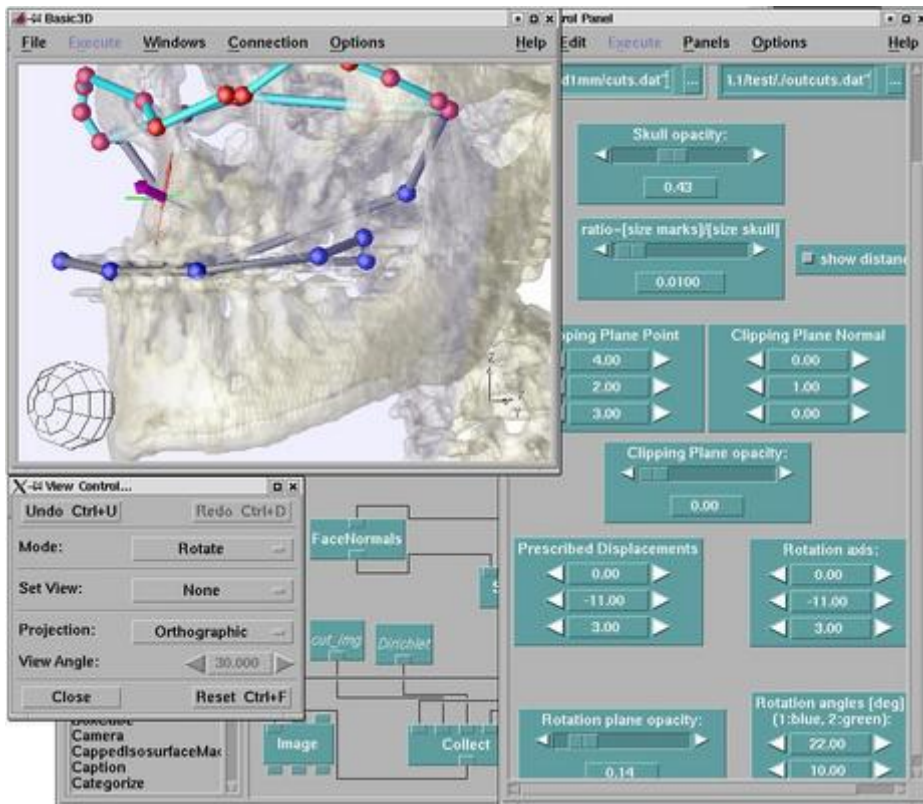 Basic3D
rol Panel
File Execute Windows Connection Options Help
Edit Execute Panels Options Help
d1mm/cuts.dat" ...
1.1/test/./outcuts.dat" ...
Skull opacity:
0.43
ratio=[size marks]/[size skull]
0.0100
show distan
pping Plane Point
4.00
2.00
3.00
Clipping Plane Normal
0.00
1.00
0.00
Z
Y
Clipping Plane opacity:
0.00
View Control...
Undo Ctrl+U
Redo Ctrl+D
Mode: Rotate
Set View: None
Projection: Orthographic
View Angle: 30.000
Close
Reset Ctrl+F
FaceNormals
S
cut_img
Dirichlet
Image
Collect
Prescribed Displacements
0.00
-11.00
3.00
Rotation axis:
0.00
-11.00
3.00
Rotation plane opacity:
0.14
Rotation angles [deg]
(1:blue, 2:green):
22.00
10.00
Camera
CappedIsosurfaceMac
Caption
Categorize